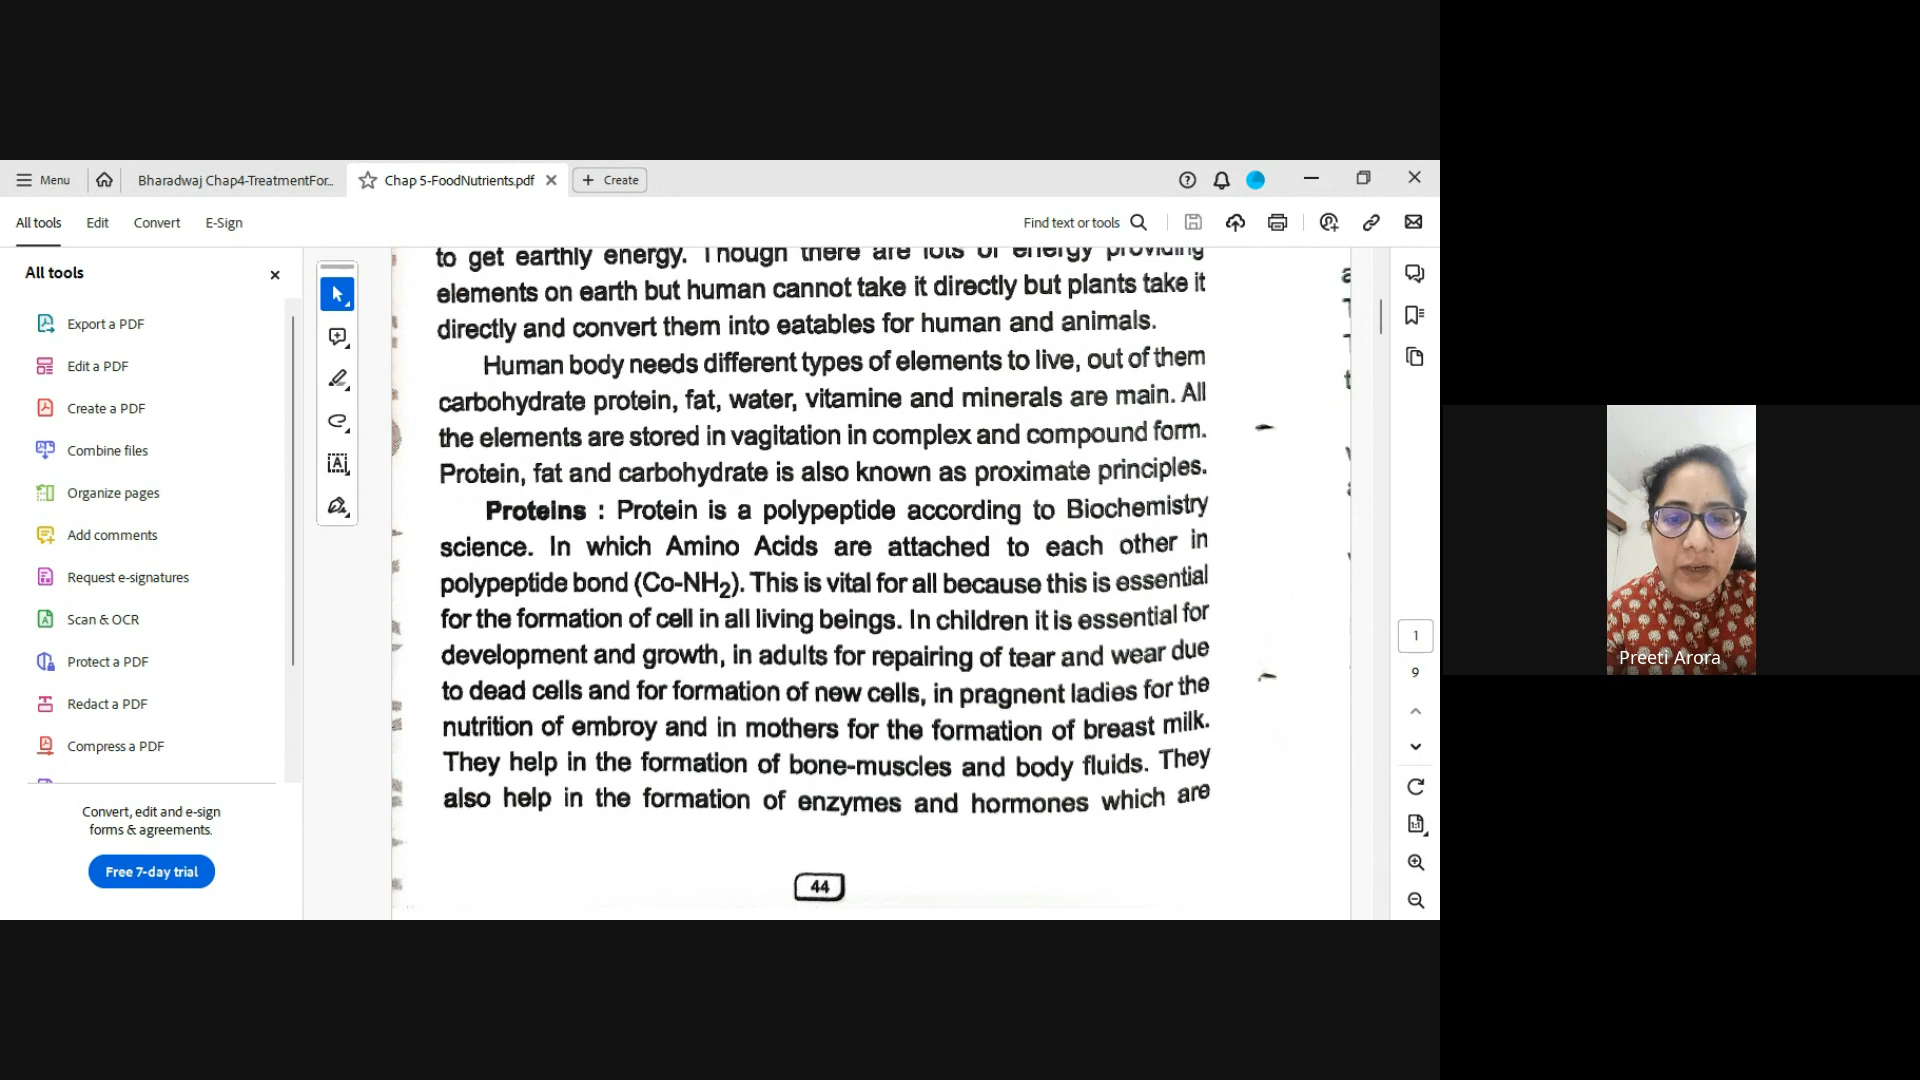 Menu
Bharadwaj Chap4-TreatmentFor...
Chap 5-FoodNutrients.pdf
Create
All tools
Edit
Convert
E-Sign
Find text or tools
All tools
Export a PDF
Edit a PDF
Create a PDF
Combine files
Organize pages
Add comments
Request e-signatures
Scan & OCR
Protect a PDF
Redact a PDF
Compress a PDF
Convert, edit and e-sign
forms & agreements.
Free 7-day trial
to get earthly energy. Though there are lots of energy providing
elements on earth but human cannot take it directly but plants take it
directly and convert them into eatables for human and animals.
Human body needs different types of elements to live, out of them
carbohydrate protein, fat, water, vitamine and minerals are main. All
the elements are stored in vagitation in complex and compound form.
Protein, fat and carbohydrate is also known as proximate principles.
Proteins : Protein is a polypeptide according to Biochemistry
science. In which Amino Acids are attached to each other in
polypeptide bond (Co-NH₂). This is vital for all because this is essential
for the formation of cell in all living beings. In children it is essential for
development and growth, in adults for repairing of tear and wear due
to dead cells and for formation of new cells, in pragnent ladies for the
nutrition of embroy and in mothers for the formation of breast milk.
They help in the formation of bone-muscles and body fluids. They
also help in the formation of enzymes and hormones which are
44
1
9
Preeti Arora